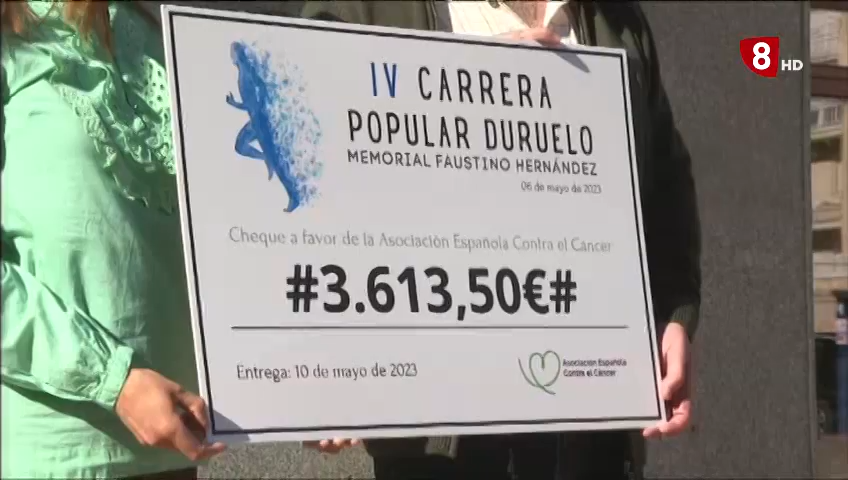 8 HD
IV CARRERA
POPULAR DURUELO
MEMORIAL FAUSTINO HERNÁNDEZ
06 de mayo de 2023
Cheque a favor de la Asociación Española Contra el Cáncer
#3.613,50€#
Entrega: 10 de mayo de 2023
Asociación Española
Contra el Cáncer